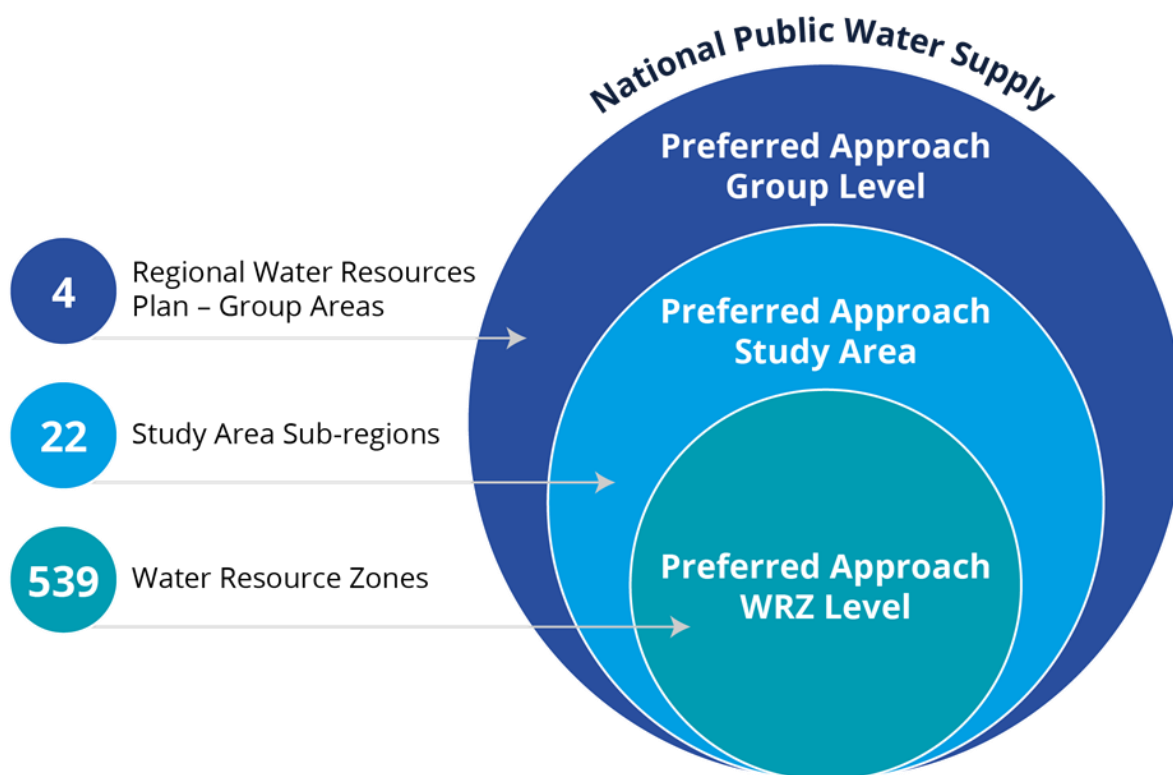 National Public Water Supply
Preferred Approach
Group Level
4
Regional Water Resources
Plan – Group Areas
Preferred Approach
Study Area
22
Study Area Sub-regions
539
Water Resource Zones
Preferred Approach
WRZ Level